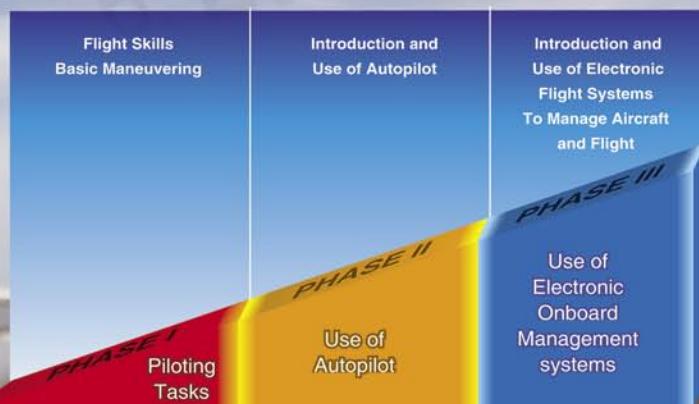 Flight Skills
Basic Maneuvering
Introduction and
Use of Autopilot
Introduction and
Use of Electronic
Flight Systems
To Manage Aircraft
and Flight
PHASE I
PHASE II
PHASE III
Piloting
Tasks
Use of
Autopilot
Use of
Electronic
Onboard
Management
systems